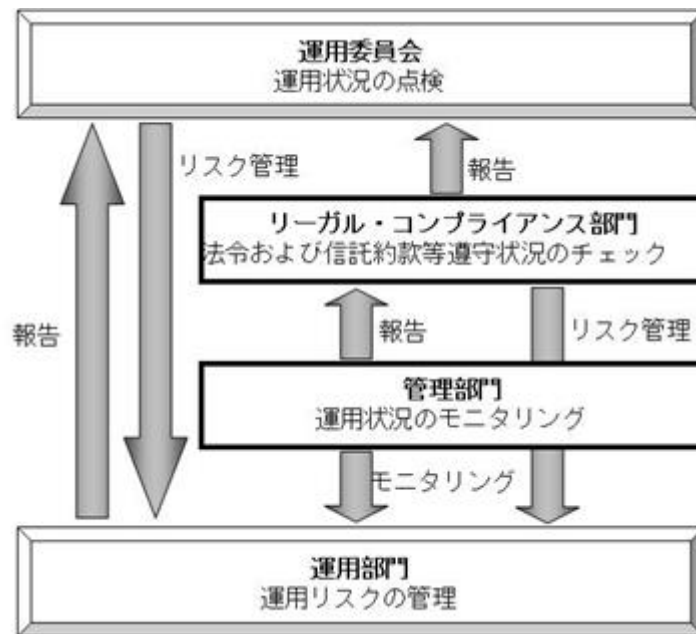 運用委員会
運用状況の点検
リスク管理
報告
リーガル・コンプライアンス部門
法令および信託約款等遵守状況のチェック
報告
報告
リスク管理
管理部門
運用状況のモニタリング
モニタリング
運用部門
運用リスクの管理